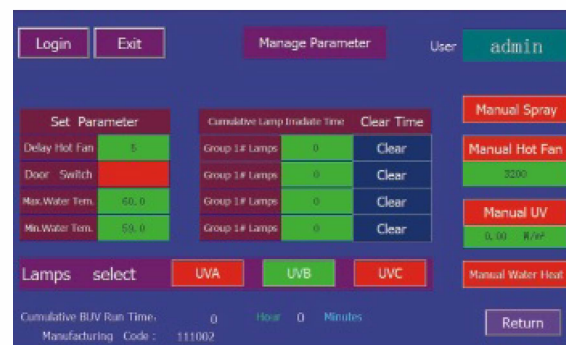 Login Exit Manage Parameter User admin
Set Parameter Cumulative Lamp Irradiate Time Clear Time Manual Spray
Delay Hot Fan 5 Group 1# Lamps 0 Clear Manual Hot Fan
Door Switch Group 1# Lamps 0 Clear 3200
Max.Water Tem. 60.0 Group 1# Lamps 0 Clear Manual UV
Min.Water Tem. 59.0 Group 1# Lamps 0 Clear 0.00
Lamps select UVA UVB UVC Manual Water Heat
Cumulative BUV Run Time. 0 Hour 0 Minutes
Manufacturing Code : 111002 Return